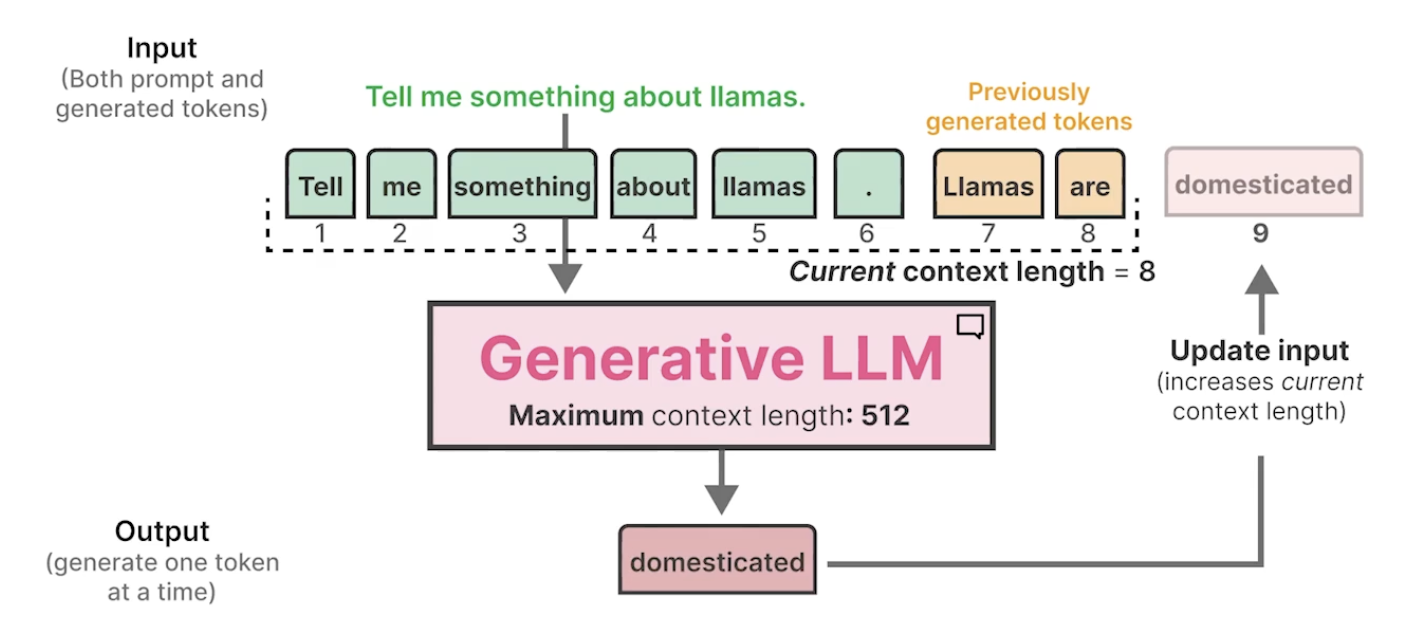 Input
(Both prompt and
generated tokens)
Tell me something about llamas.
Previously
generated tokens
Tell me something about llamas . Llamas are domesticated
1 2 3 4 5 6 7 8 9
Current context length = 8
Generative LLM
Maximum context length: 512
Update input
(increases current
context length)
Output
(generate one token
at a time)
domesticated